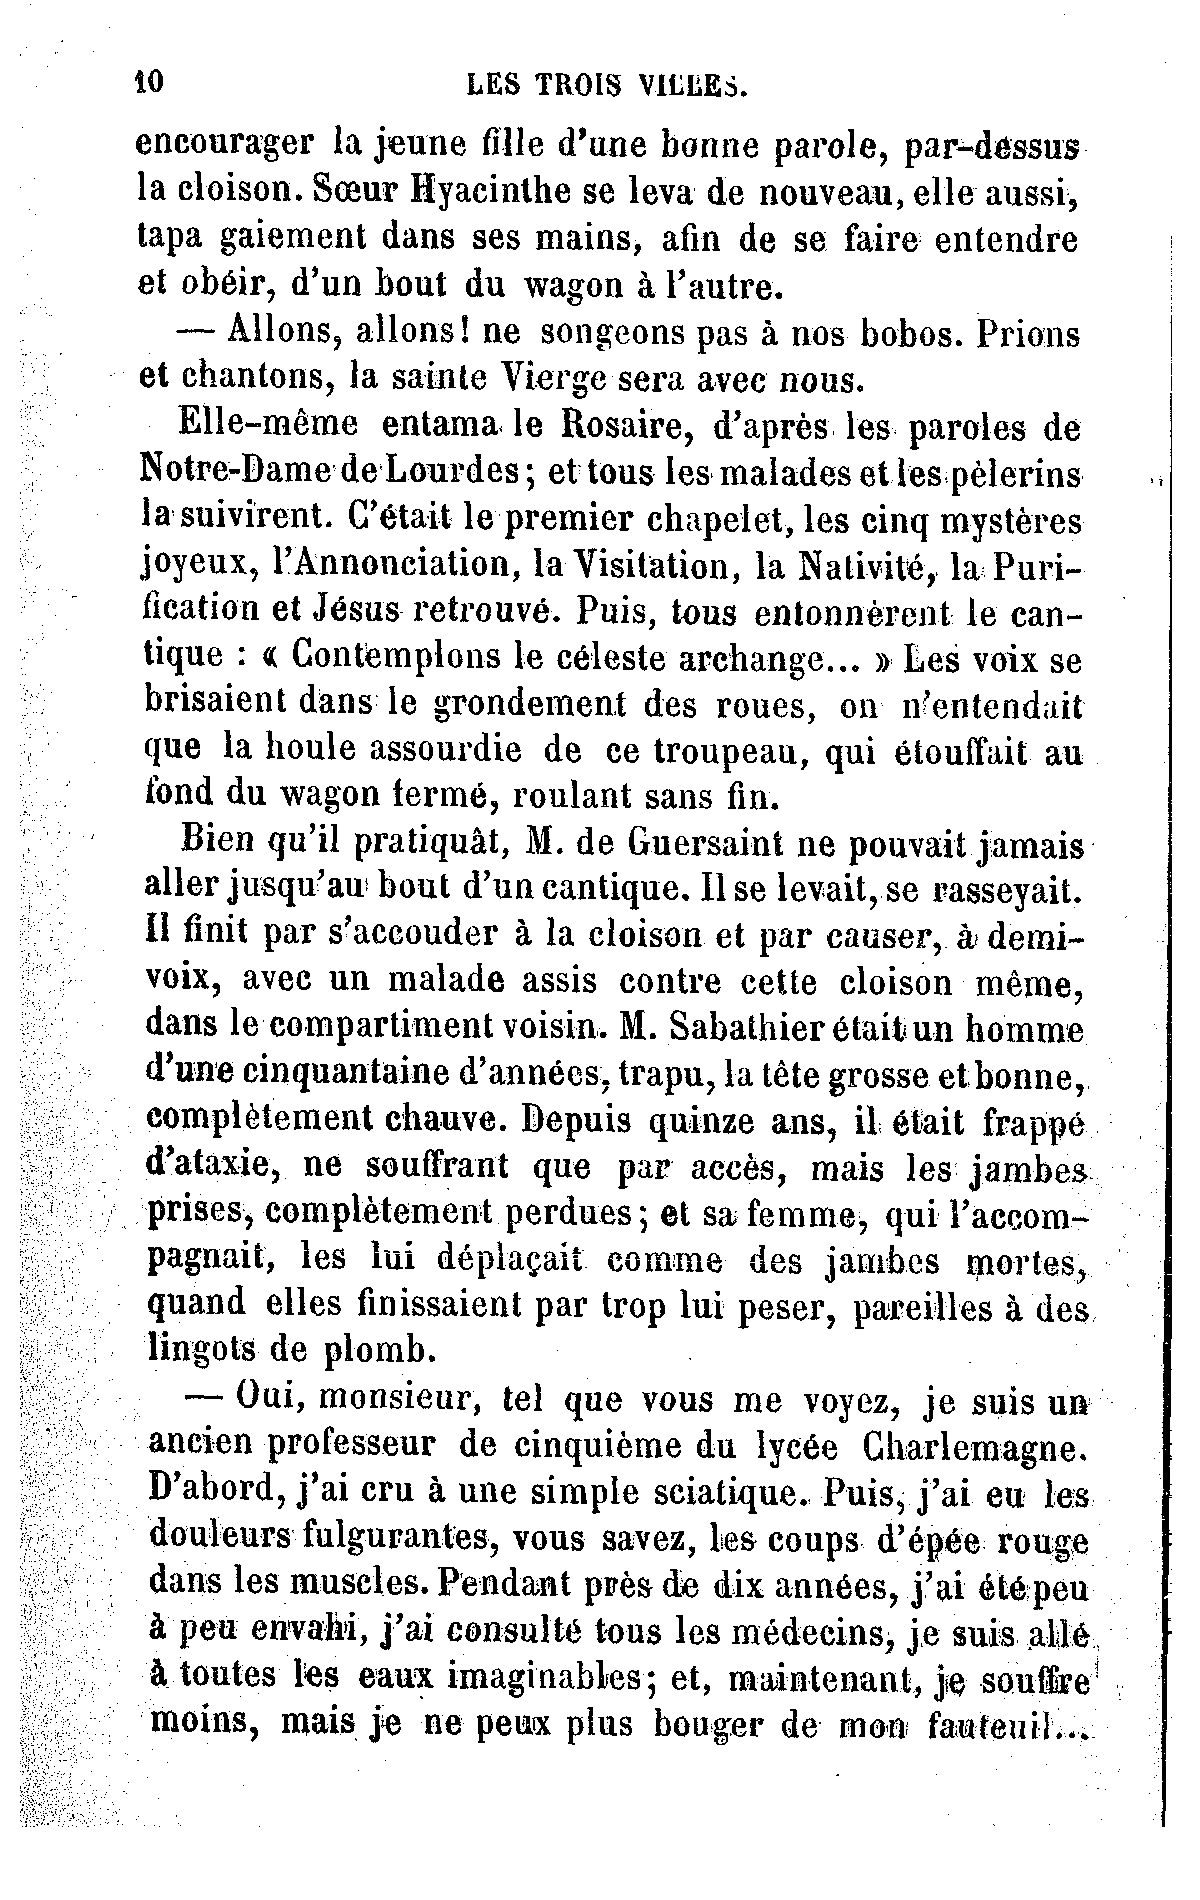 10 LES TROIS VILLES.
encourager la jeune fille d'une bonne parole, par-dessus
la cloison. Sœur Hyacinthe se leva de nouveau, elle aussi,
tapa gaiement dans ses mains, afin de se faire entendre
et obéir, d'un bout du wagon à l'autre.
— Allons, allons! ne songeons pas à nos bobos. Prions
et chantons, la sainte Vierge sera avec nous.
Elle-même entama le Rosaire, d'après les paroles de
Notre-Dame de Lourdes; et tous les malades et les pèlerins
la suivirent. C'était le premier chapelet, les cinq mystères
joyeux, l'Annonciation, la Visitation, la Nativité, la Puri-
fication et Jésus retrouvé. Puis, tous entonnèrent le can-
tique : « Contemplons le céleste archange... » Les voix se
brisaient dans le grondement des roues, on n'entendait
que la houle assourdie de ce troupeau, qui étouffait au
fond du wagon fermé, roulant sans fin.
Bien qu'il pratiquât, M. de Guersaint ne pouvait jamais
aller jusqu'au bout d'un cantique. Il se levait, se rasseyait.
Il finit par s'accouder à la cloison et par causer, à demi-
voix, avec un malade assis contre cette cloison même,
dans le compartiment voisin. M. Sabathier était un homme
d'une cinquantaine d'années, trapu, la tête grosse et bonne,
complètement chauve. Depuis quinze ans, il était frappé
d'ataxie, ne souffrant que par accès, mais les jambes
prises, complètement perdues; et sa femme, qui l'accom-
pagnait, les lui déplaçait comme des jambes mortes,
quand elles finissaient par trop lui peser, pareilles à des
lingots de plomb.
— Oui, monsieur, tel que vous me voyez, je suis un
ancien professeur de cinquième du lycée Charlemagne.
D'abord, j'ai cru à une simple sciatique. Puis, j'ai eu les
douleurs fulgurantes, vous savez, les coups d'épée rouge
dans les muscles. Pendant près de dix années, j'ai été peu
à peu envahi, j'ai consulté tous les médecins, je suis allé
à toutes les eaux imaginables; et, maintenant, je souffre
moins, mais je ne peux plus bouger de mon fauteuil...